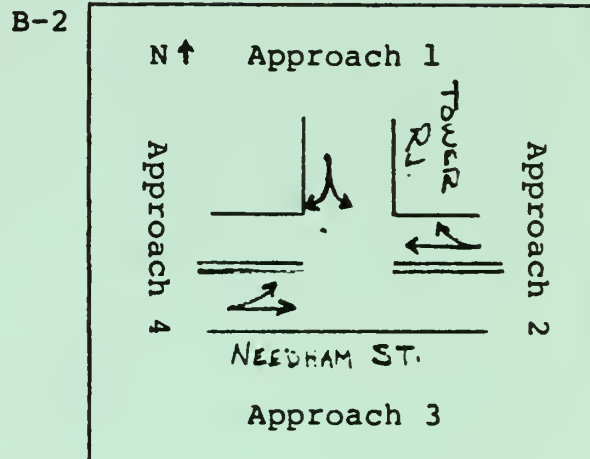 B-2
N↑ Approach 1
TOWER
Rd.
Approach 4
Approach 2
NEEDHAM ST.
Approach 3